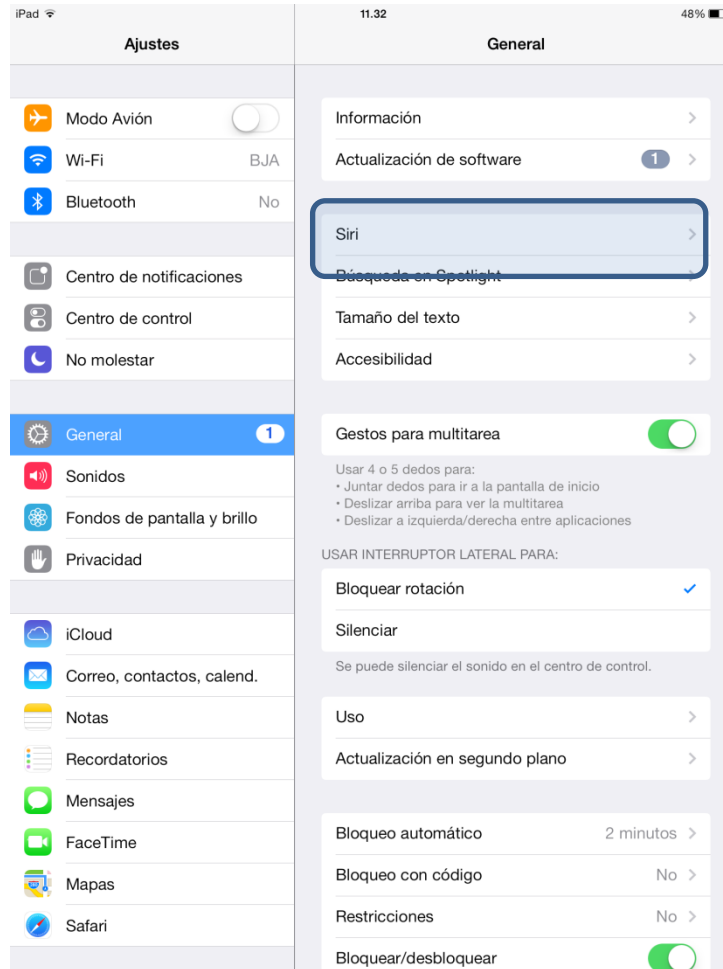 iPad 11.32 48%
Ajustes
Modo Avión
Wi-Fi BJA
Bluetooth No
Centro de notificaciones
Centro de control
No molestar
General 1
Sonidos
Fondos de pantalla y brillo
Privacidad
iCloud
Correo, contactos, calend.
Notas
Recordatorios
Mensajes
FaceTime
Mapas
Safari
General
Información
Actualización de software 1
Siri
Búsqueda en Spotlight
Tamaño del texto
Accesibilidad
Gestos para multitarea
Usar 4 o 5 dedos para:
• Juntar dedos para ir a la pantalla de inicio
• Deslizar arriba para ver la multitarea
• Deslizar a izquierda/derecha entre aplicaciones
USAR INTERRUPTOR LATERAL PARA:
Bloquear rotación
Silenciar
Se puede silenciar el sonido en el centro de control.
Uso
Actualización en segundo plano
Bloqueo automático 2 minutos
Bloqueo con código No
Restricciones No
Bloquear/desbloquear